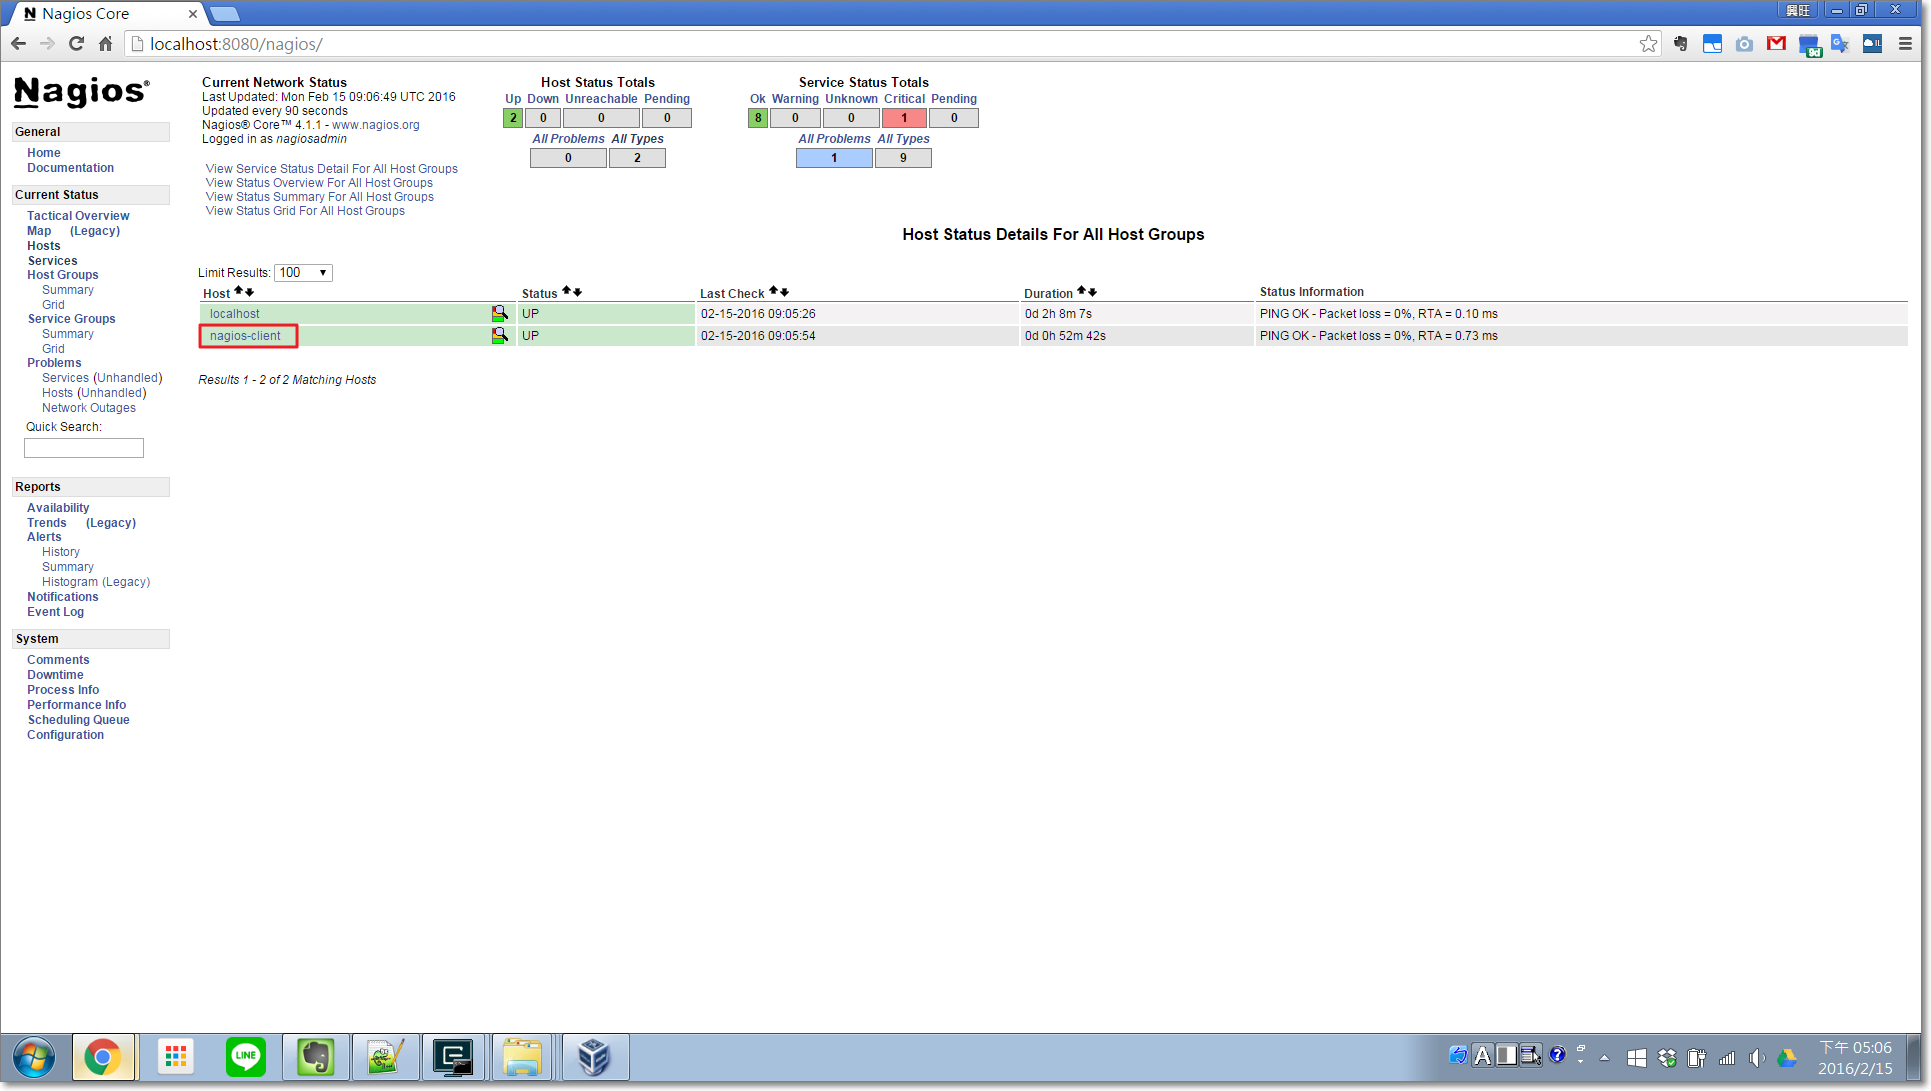 Nagios Core
興旺
localhost:8080/nagios/
9d
Nagios®
General
Home
Documentation
Current Status
Tactical Overview
Map (Legacy)
Hosts
Services
Host Groups
Summary
Grid
Service Groups
Summary
Grid
Problems
Services (Unhandled)
Hosts (Unhandled)
Network Outages
Quick Search:
Reports
Availability
Trends (Legacy)
Alerts
History
Summary
Histogram (Legacy)
Notifications
Event Log
System
Comments
Downtime
Process Info
Performance Info
Scheduling Queue
Configuration
Current Network Status
Last Updated: Mon Feb 15 09:06:49 UTC 2016
Updated every 90 seconds
Nagios® Core™ 4.1.1 - www.nagios.org
Logged in as nagiosadmin
View Service Status Detail For All Host Groups
View Status Overview For All Host Groups
View Status Summary For All Host Groups
View Status Grid For All Host Groups
Host Status Totals
Up Down Unreachable Pending
2 0 0 0
All Problems All Types
0 2
Service Status Totals
Ok Warning Unknown Critical Pending
8 0 0 1 0
All Problems All Types
1 9
Host Status Details For All Host Groups
Limit Results: 100
Host Status Last Check Duration Status Information
localhost UP 02-15-2016 09:05:26 0d 2h 8m 7s PING OK - Packet loss = 0%, RTA = 0.10 ms
nagios-client UP 02-15-2016 09:05:54 0d 0h 52m 42s PING OK - Packet loss = 0%, RTA = 0.73 ms
Results 1 - 2 of 2 Matching Hosts
LINE
A
下午 05:06
2016/2/15